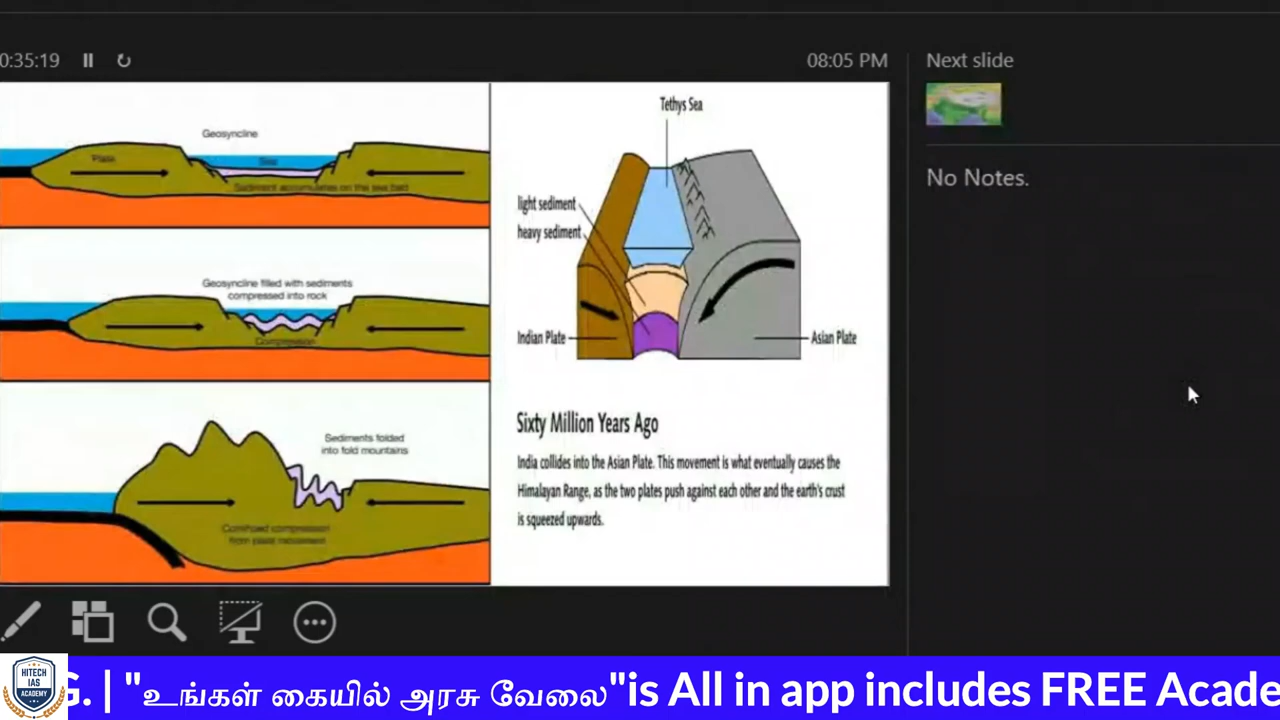 0:35:19
08:05 PM
Next slide
No Notes.
Geosyncline
Plate
Sea
Sediment accumulates on the sea bed
Geosyncline filled with sediments
compressed into rock
Compression
Sediments folded
into fold mountains
Continued compression
from plate movement
Tethys Sea
light sediment
heavy sediment
Indian Plate
Asian Plate
Sixty Million Years Ago
India collides into the Asian Plate. This movement is what eventually causes the
Himalayan Range, as the two plates push against each other and the earth's crust
is squeezed upwards.
HITECH
IAS
ACADEMY
G. | "உங்கள் கையில் அரசு வேலை"is All in app includes FREE Acade